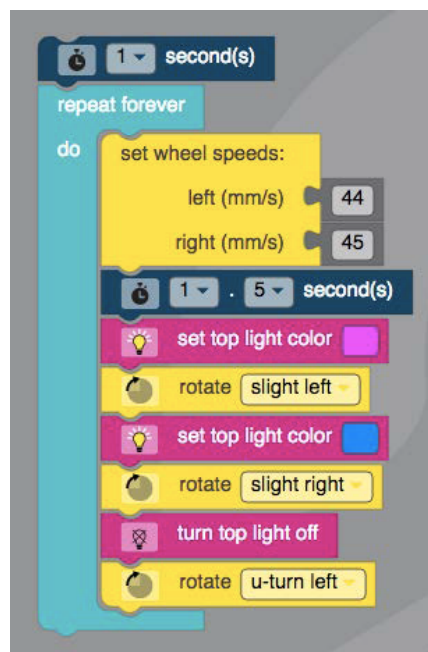 1 second(s)
repeat forever
do set wheel speeds:
left (mm/s) 44
right (mm/s) 45
1 . 5 second(s)
set top light color
rotate slight left
set top light color
rotate slight right
turn top light off
rotate u-turn left